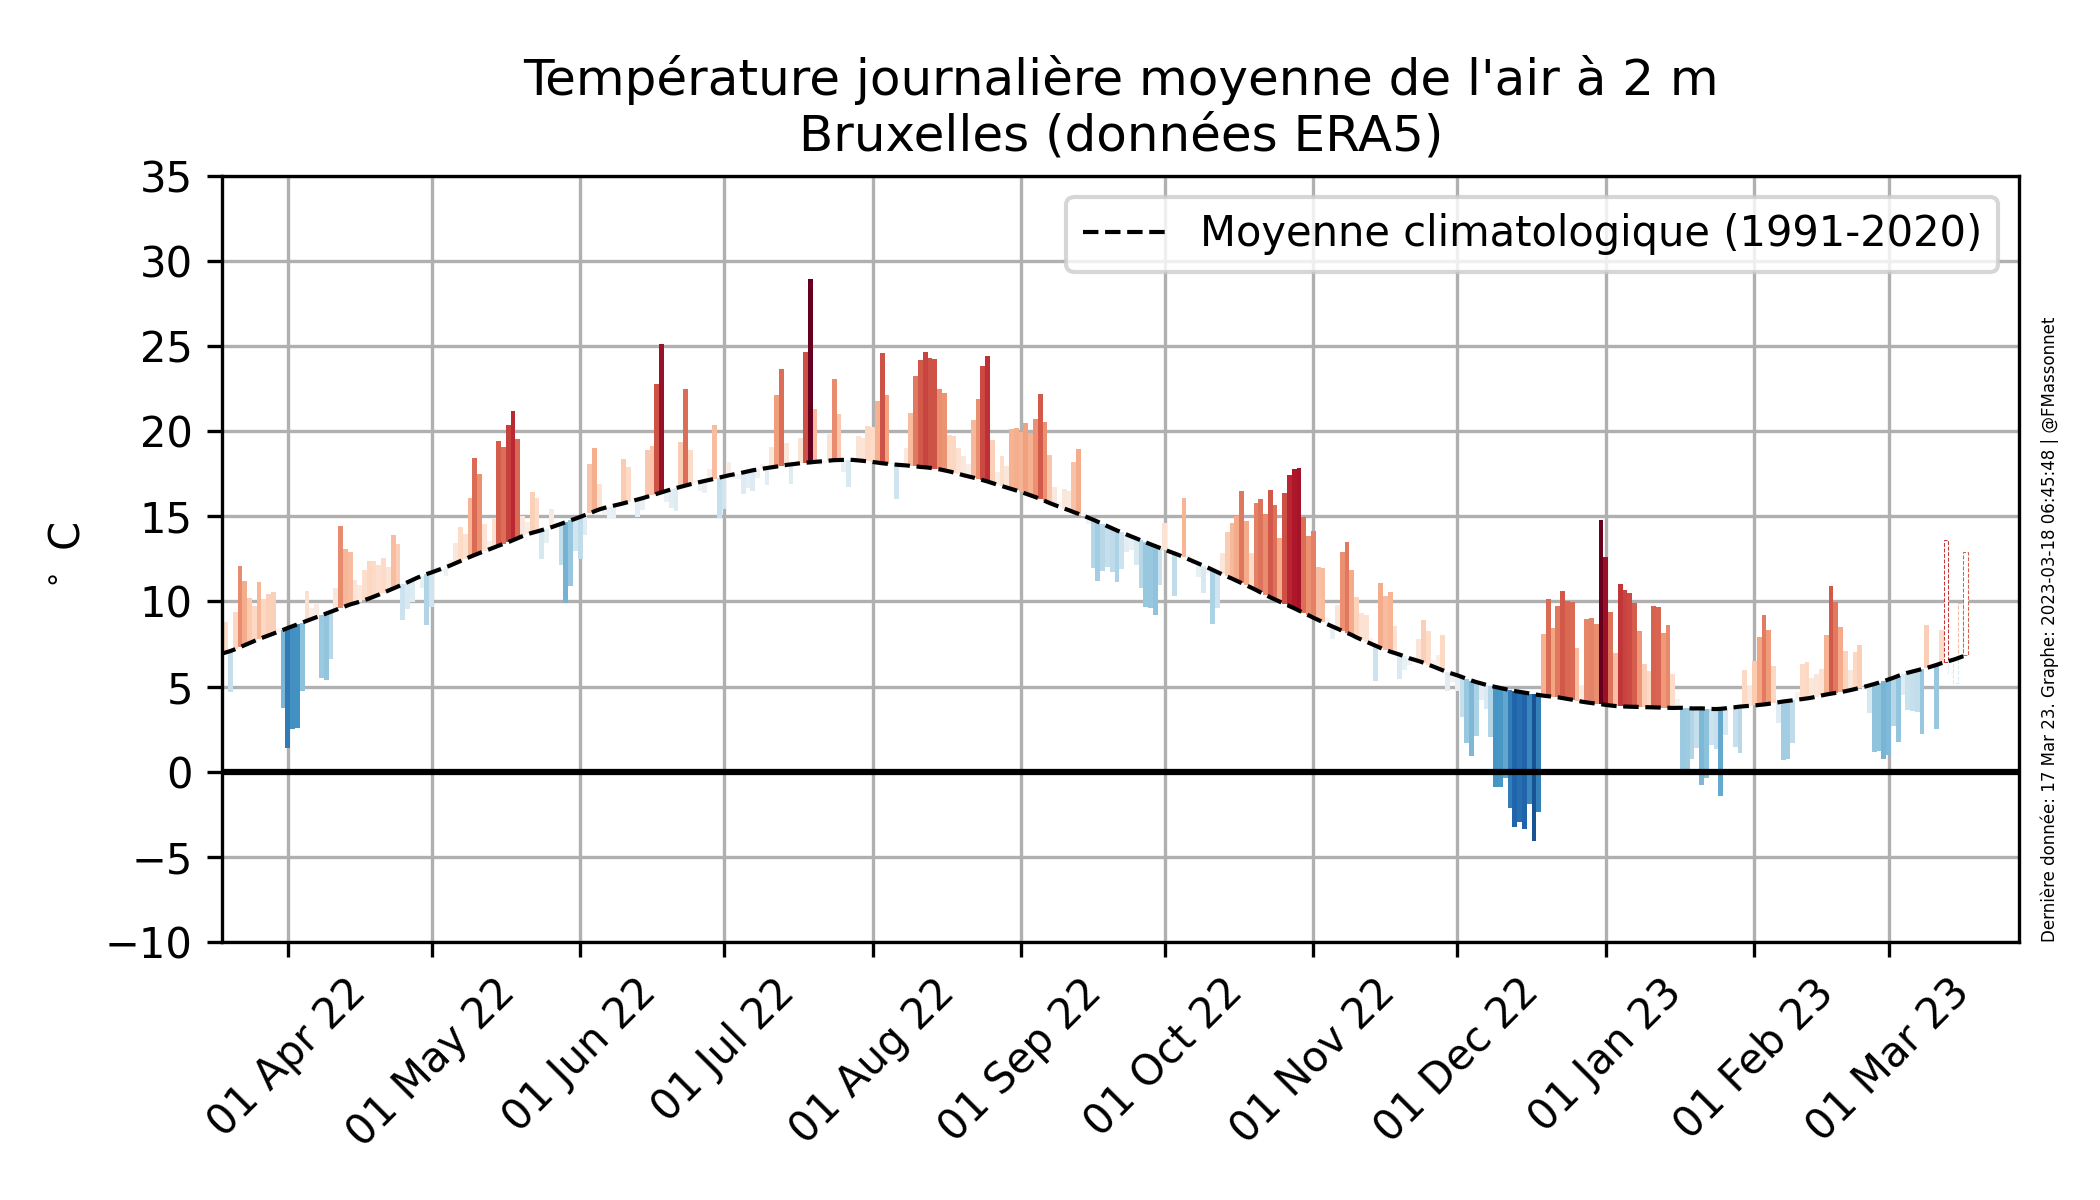 Température journalière moyenne de l'air à 2 m
Bruxelles (données ERA5)
Moyenne climatologique (1991-2020)
° C
35
30
25
20
15
10
5
0
−5
−10
01 Apr 22
01 May 22
01 Jun 22
01 Jul 22
01 Aug 22
01 Sep 22
01 Oct 22
01 Nov 22
01 Dec 22
01 Jan 23
01 Feb 23
01 Mar 23
Dernière donnée: 17 Mar 23. Graphe: 2023-03-18 06:45:48 | @FMassonnet